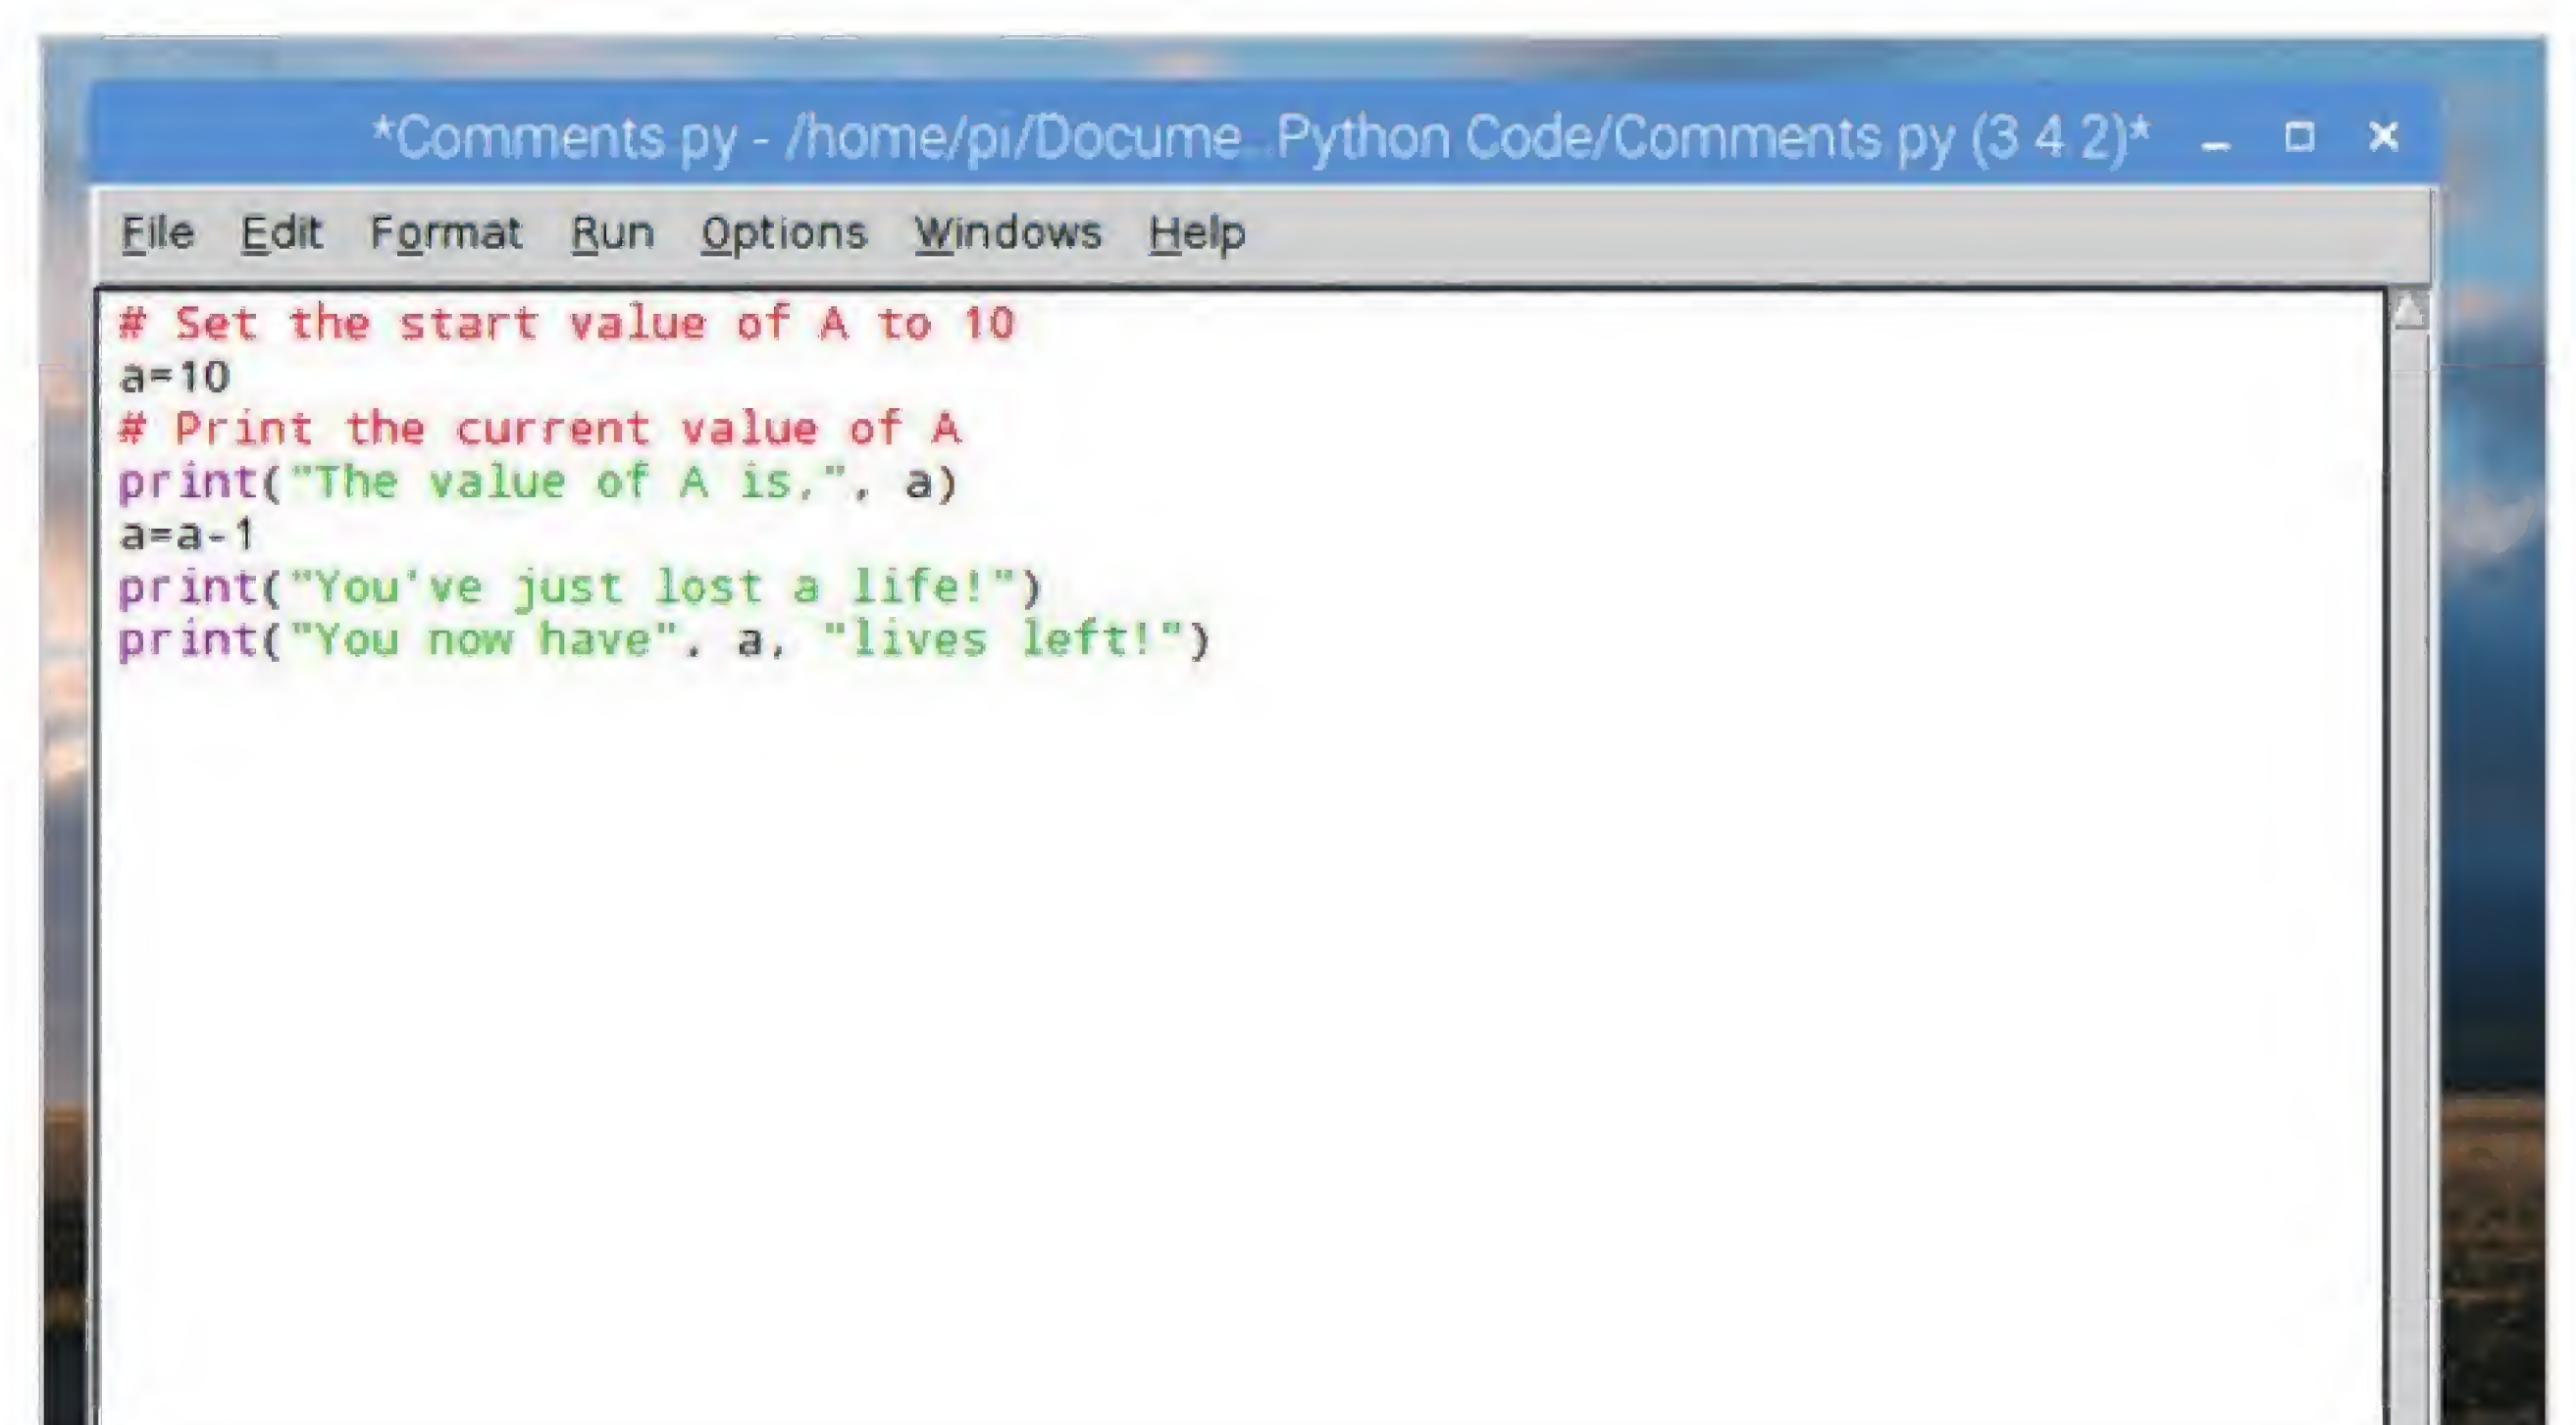 *Comments.py - /home/pi/Docume...Python Code/Comments.py (3.4.2)*
File Edit Format Run Options Windows Help
# Set the start value of A to 10
a=10
# Print the current value of A
print("The value of A is,", a)
a=a-1
print("You've just lost a life!")
print("You now have", a, "lives left!")